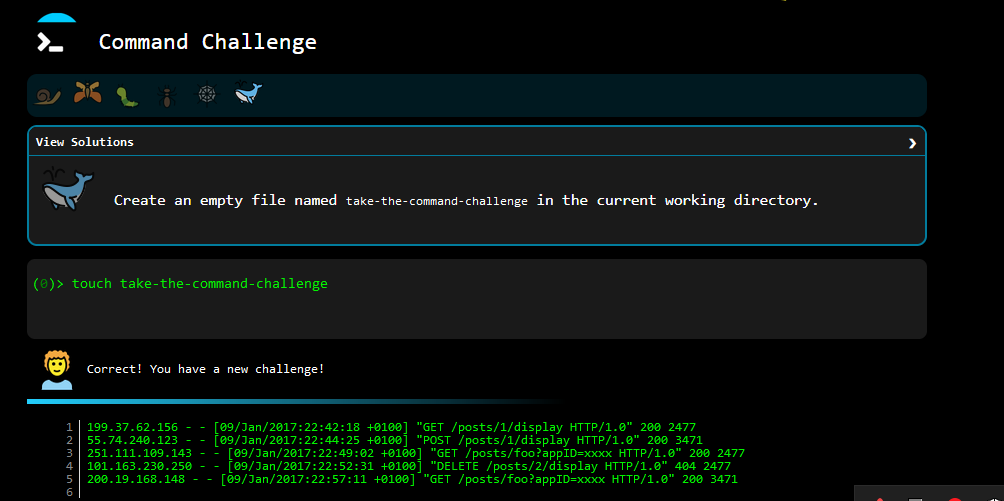 Command Challenge
View Solutions
Create an empty file named take-the-command-challenge in the current working directory.
(0)> touch take-the-command-challenge
Correct! You have a new challenge!
1 199.37.62.156 - - [09/Jan/2017:22:42:18 +0100] "GET /posts/1/display HTTP/1.0" 200 2477
2 55.74.240.123 - - [09/Jan/2017:22:44:25 +0100] "POST /posts/1/display HTTP/1.0" 200 3471
3 251.111.109.143 - - [09/Jan/2017:22:49:02 +0100] "GET /posts/foo?appID=xxxx HTTP/1.0" 200 2477
4 101.163.230.250 - - [09/Jan/2017:22:52:31 +0100] "DELETE /posts/2/display HTTP/1.0" 404 2477
5 200.19.168.148 - - [09/Jan/2017:22:57:11 +0100] "GET /posts/foo?appID=xxxx HTTP/1.0" 200 3471
6